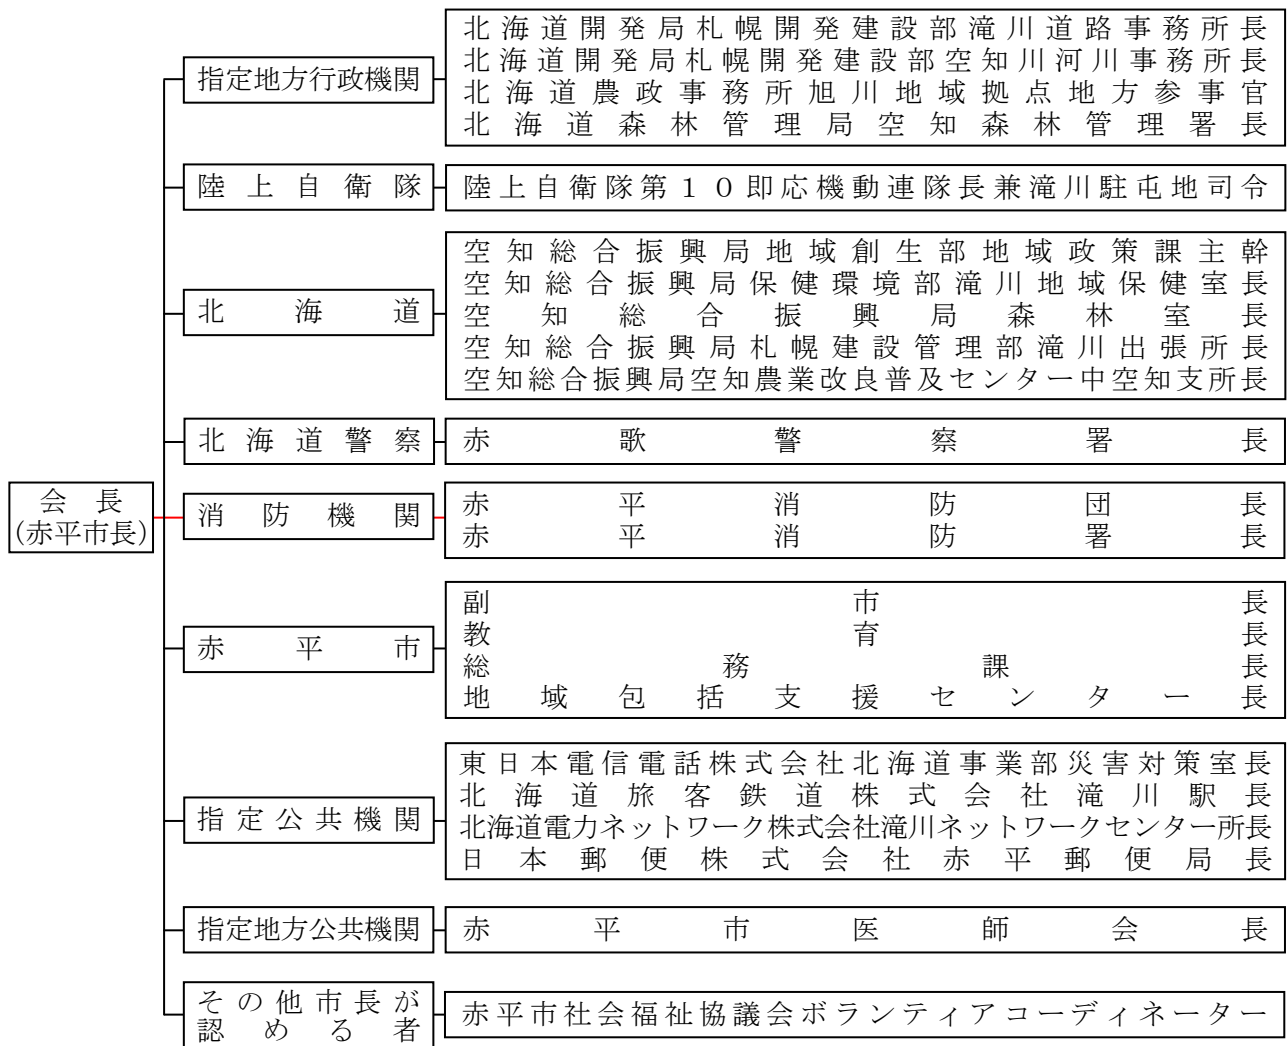 会長
(赤平市長)
指定地方行政機関
北海道開発局札幌開発建設部滝川道路事務所長
北海道開発局札幌開発建設部空知川河川事務所長
北海道農政事務所旭川地域拠点地方参事官
北海道森林管理局空知森林管理署長
陸上自衛隊
陸上自衛隊第１０即応機動連隊長兼滝川駐屯地司令
北海道
空知総合振興局地域創生部地域政策課主幹
空知総合振興局保健環境部滝川地域保健室長
空知総合振興局森林室長
空知総合振興局札幌建設管理部滝川出張所長
空知総合振興局空知農業改良普及センター中空知支所長
北海道警察
赤歌警察署長
消防機関
赤平消防団長
赤平消防署長
赤平市
副市長
教育長
総務課長
地域包括支援センター長
指定公共機関
東日本電信電話株式会社北海道事業部災害対策室長
北海道旅客鉄道株式会社滝川駅長
北海道電力ネットワーク株式会社滝川ネットワークセンター所長
日本郵便株式会社赤平郵便局長
指定地方公共機関
赤平市医師会長
その他市長が
認める者
赤平市社会福祉協議会ボランティアコーディネーター